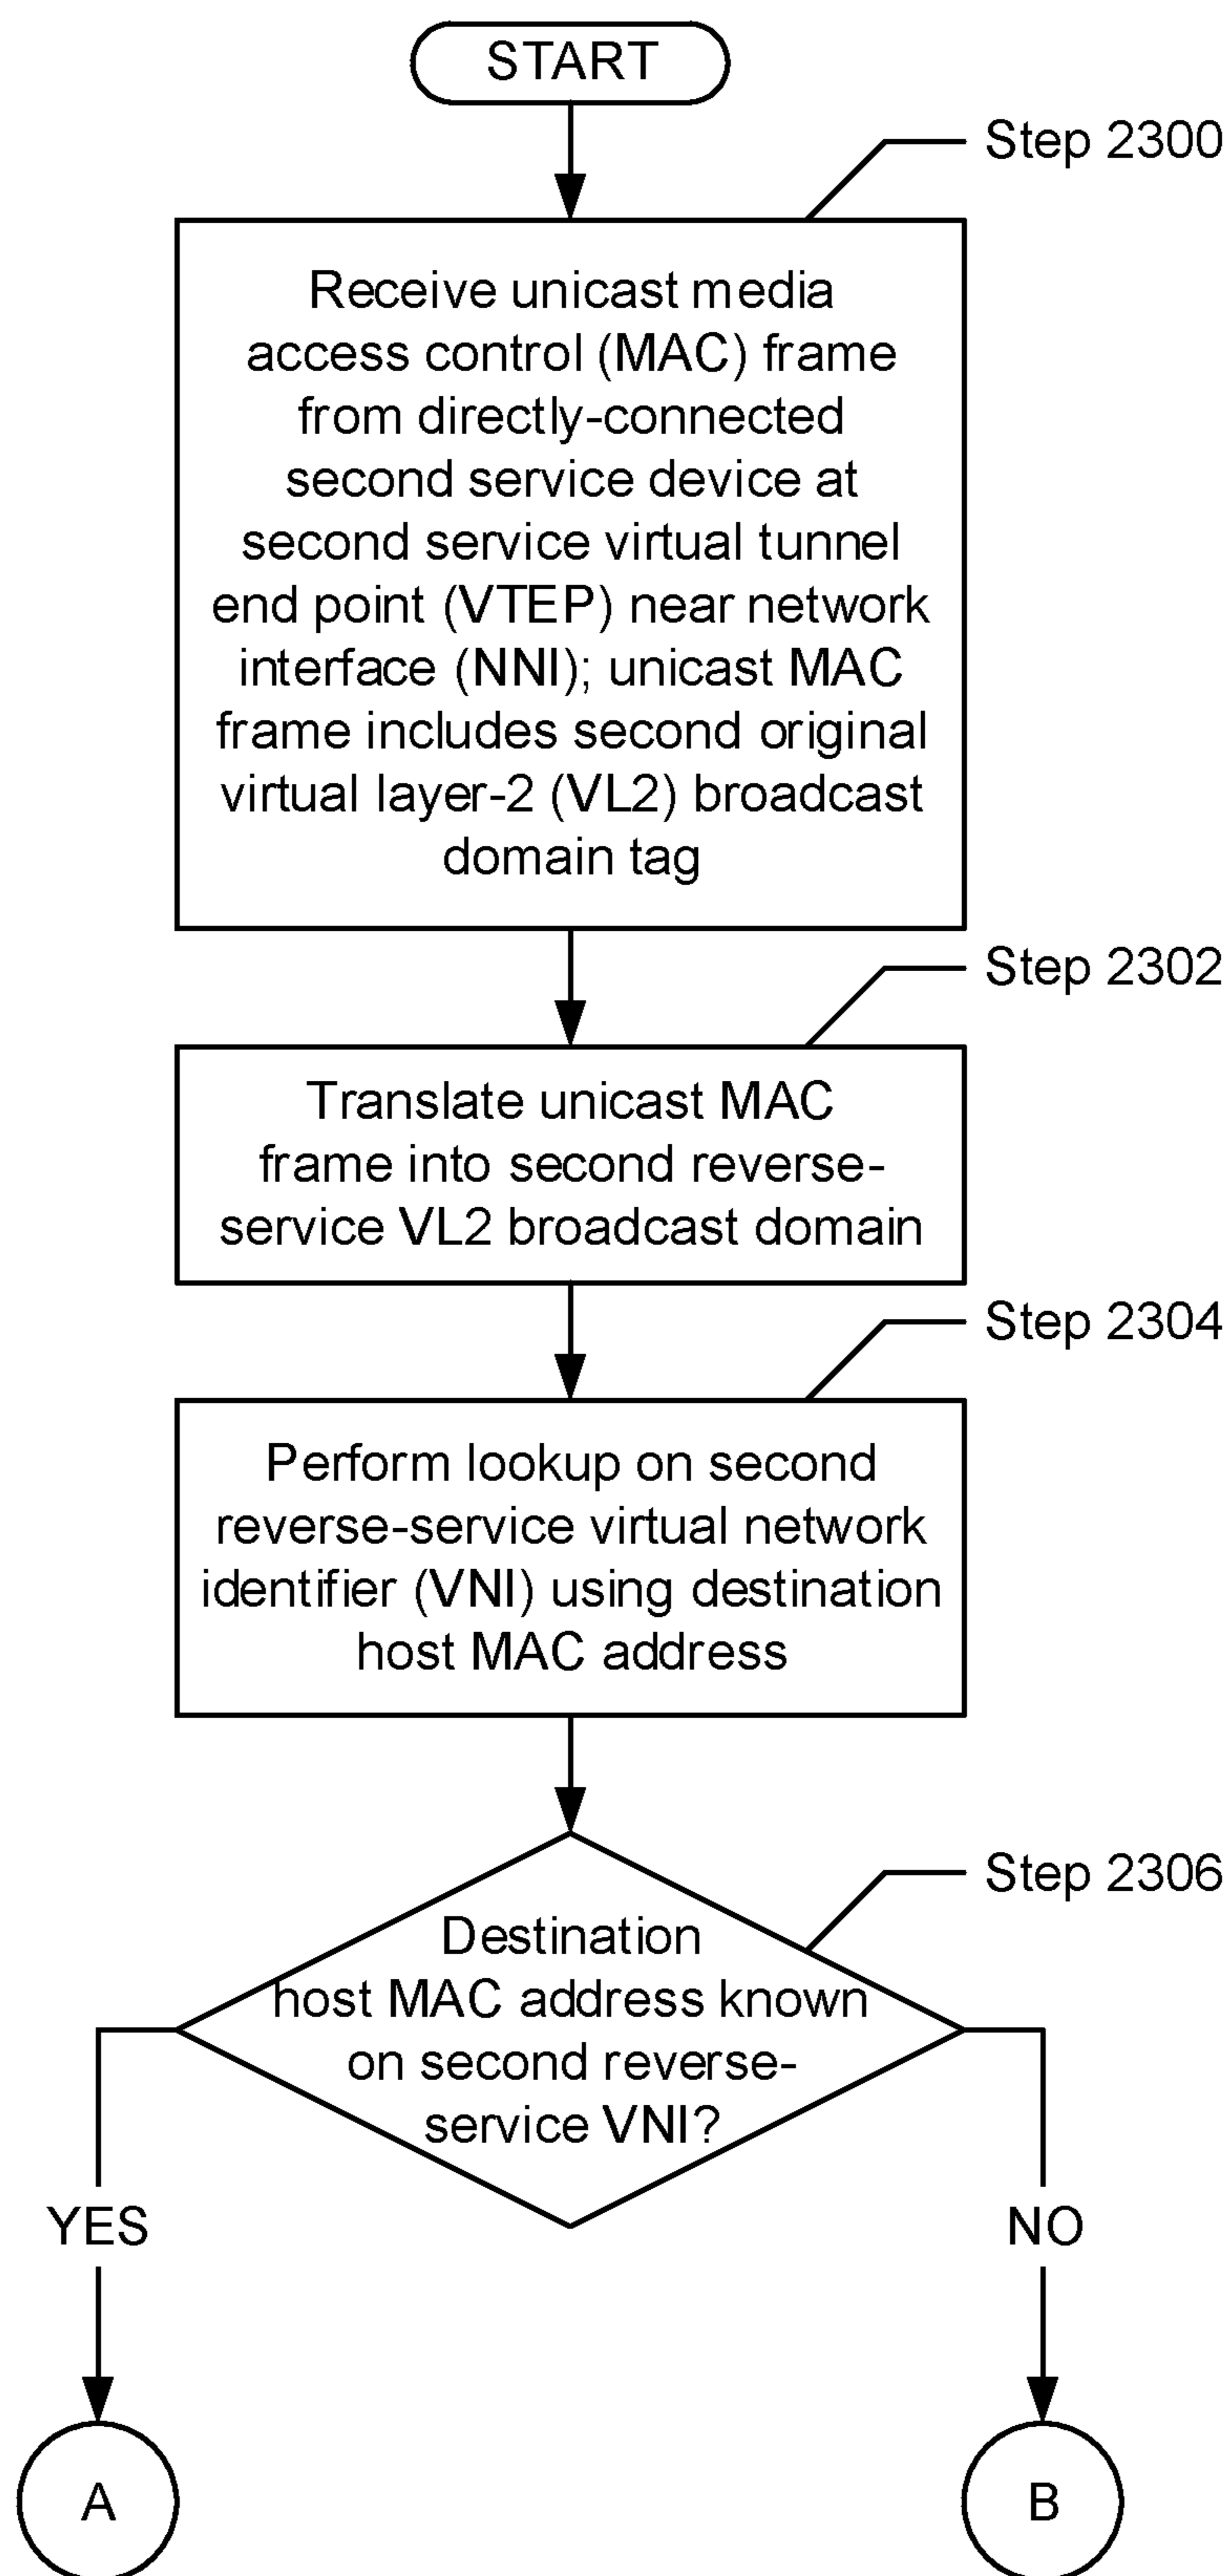 START
Step 2300
Receive unicast media
access control (MAC) frame
from directly-connected
second service device at
second service virtual tunnel
end point (VTEP) near network
interface (NNI); unicast MAC
frame includes second original
virtual layer-2 (VL2) broadcast
domain tag
Step 2302
Translate unicast MAC
frame into second reverse-
service VL2 broadcast domain
Step 2304
Perform lookup on second
reverse-service virtual network
identifier (VNI) using destination
host MAC address
Step 2306
Destination
host MAC address known
on second reverse-
service VNI?
YES
NO
A
B